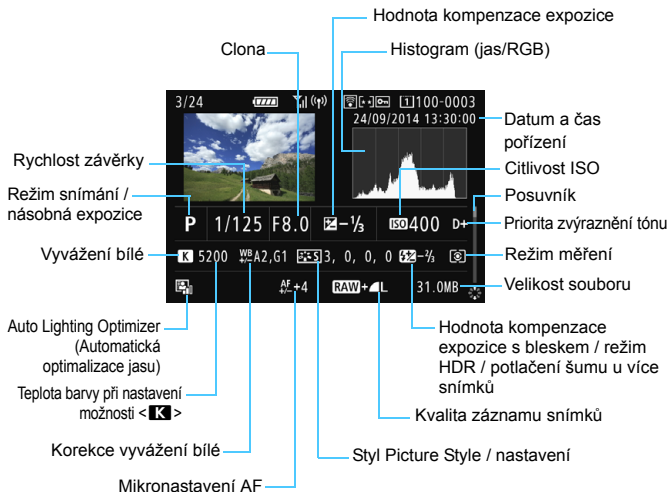 Hodnota kompenzace expozice
Clona
Histogram (jas/RGB)
3/24
1 100-0003
24/09/2014 13:30:00
Datum a čas
pořízení
Rychlost závěrky
Citlivost ISO
Režim snímání /
násobná expozice
Posuvník
P 1/125 F8.0 -1/3 ISO 400 D+
Priorita zvýraznění tónu
Vyvážení bílé
K 5200 WB+/- A2,G1 S 3, 0, 0, 0 -2/3
Režim měření
AF+/- +4 RAW+L 31.0MB
Velikost souboru
Auto Lighting Optimizer
(Automatická
optimalizace jasu)
Hodnota kompenzace
expozice s bleskem / režim
HDR / potlačení šumu u více
snímků
Teplota barvy při nastavení
možnosti <K>
Kvalita záznamu snímků
Korekce vyvážení bílé
Styl Picture Style / nastavení
Mikronastavení AF